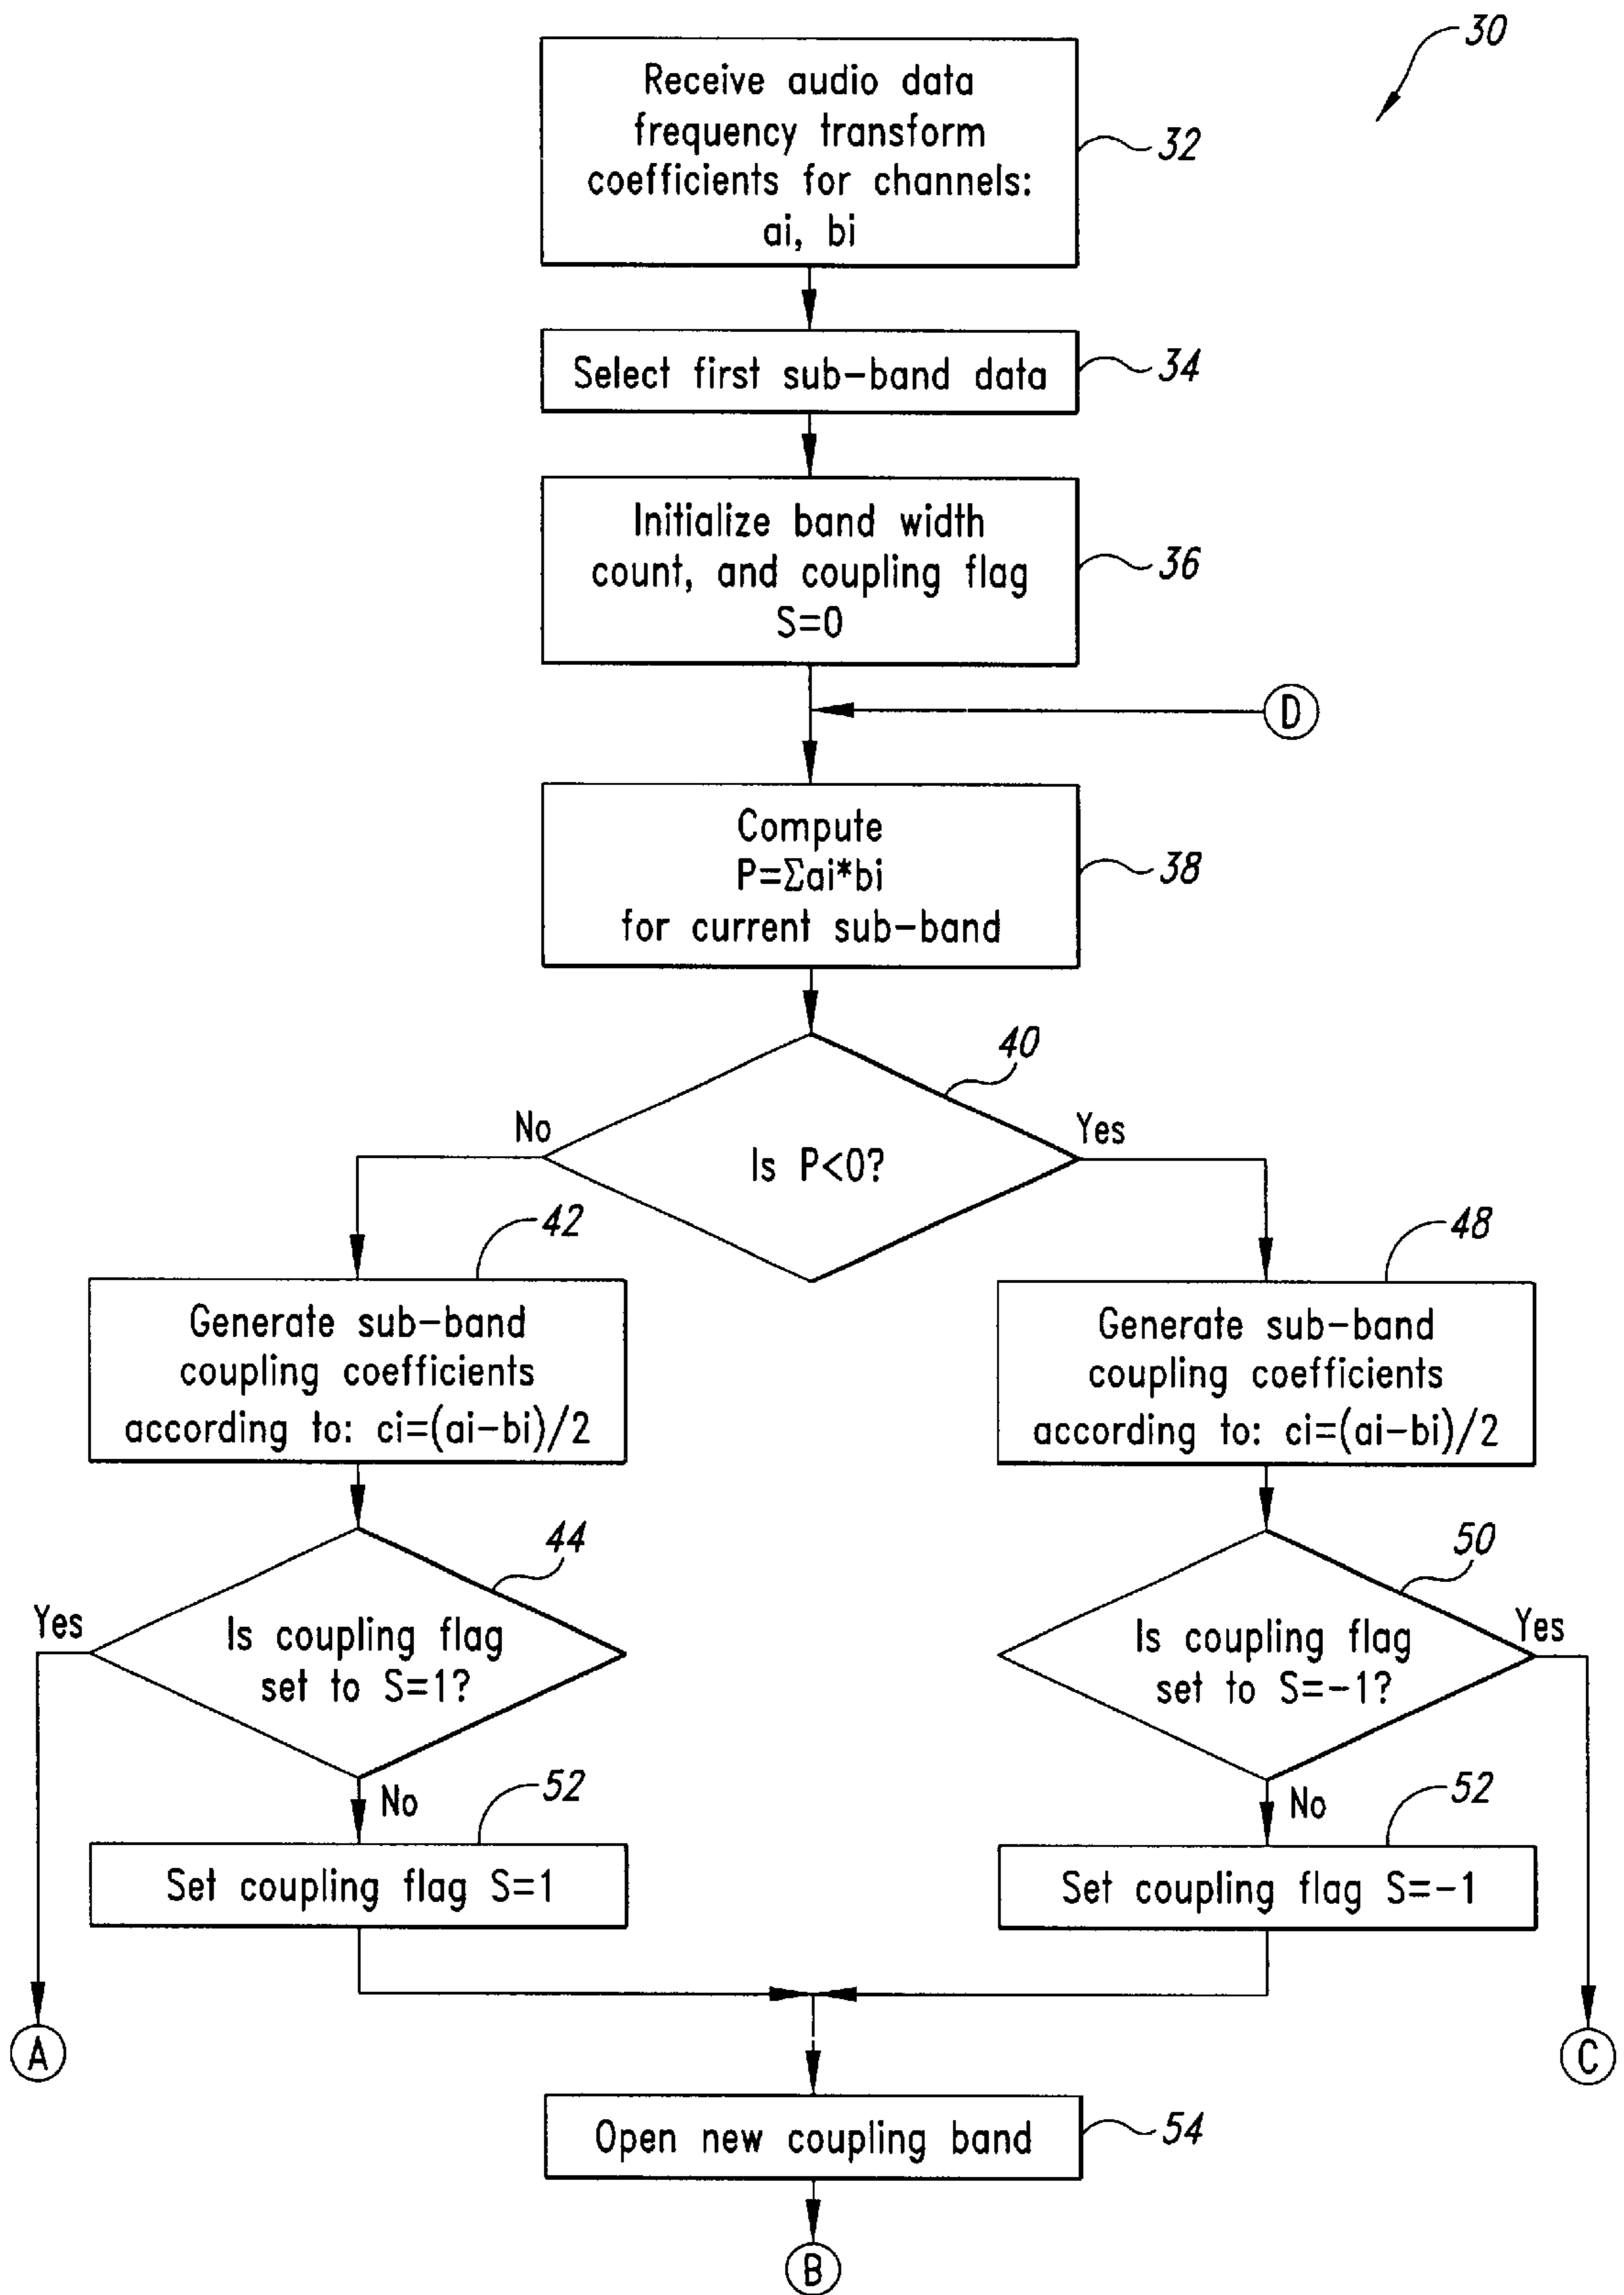 30
Receive audio data
frequency transform
coefficients for channels:
ai, bi
32
Select first sub-band data
34
Initialize band width
count, and coupling flag
S=0
36
D
Compute
P=Σai*bi
for current sub-band
38
40
No
Is P<0?
Yes
42
Generate sub-band
coupling coefficients
according to: ci=(ai-bi)/2
48
Generate sub-band
coupling coefficients
according to: ci=(ai-bi)/2
44
Yes
Is coupling flag
set to S=1?
No
50
Is coupling flag
set to S=-1?
Yes
No
52
Set coupling flag S=1
52
Set coupling flag S=-1
A
C
Open new coupling band
54
B